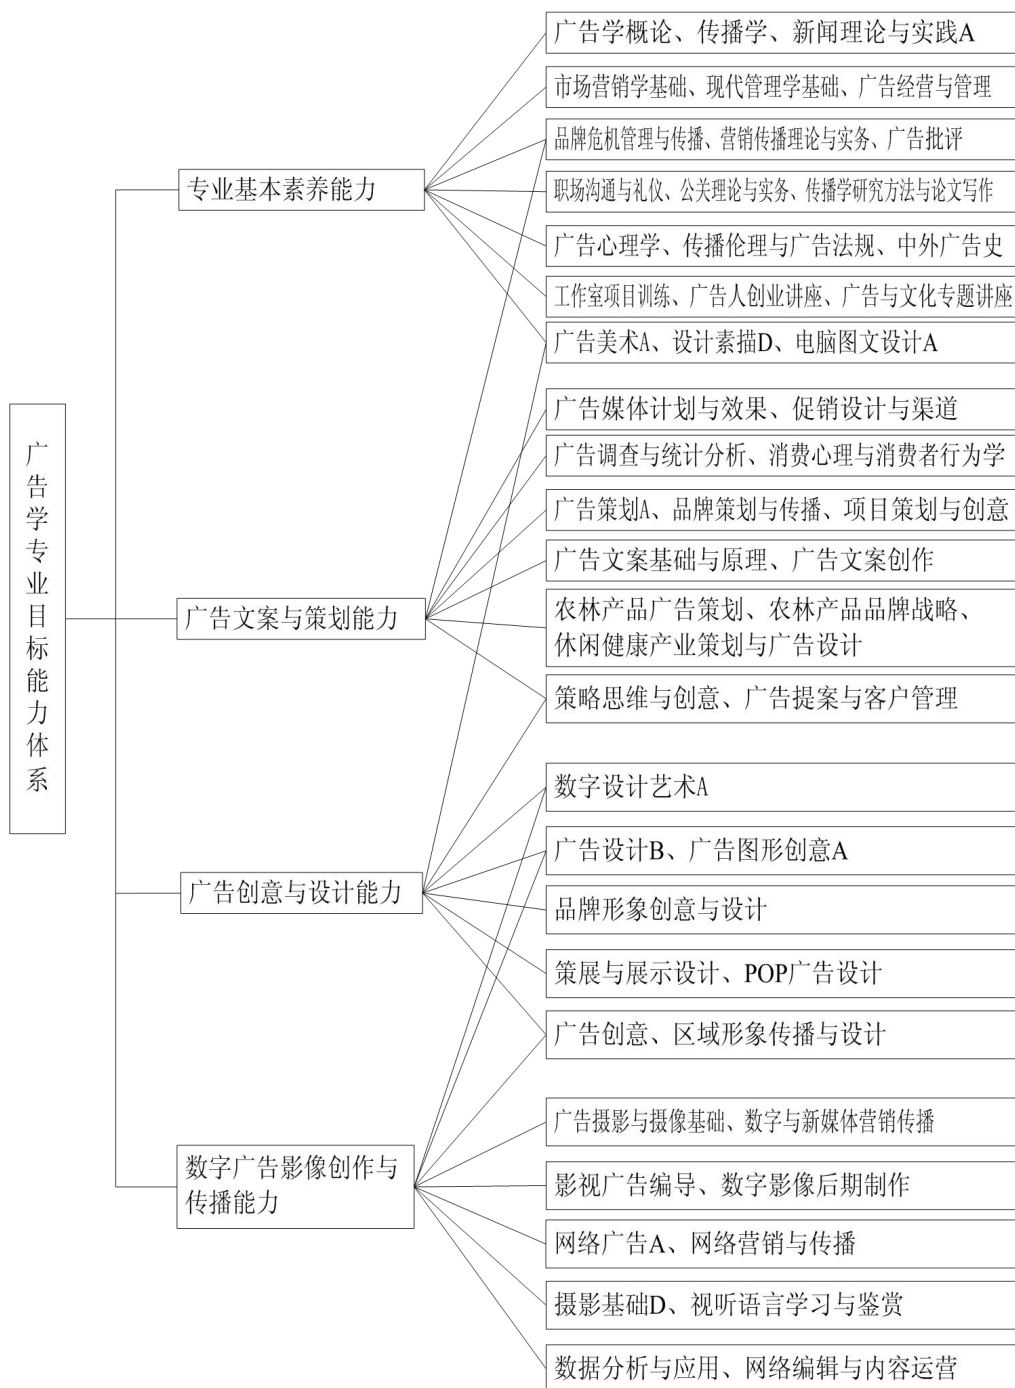 广告学专业目标能力体系
专业基本素养能力
广告学概论、传播学、新闻理论与实践A
市场营销学基础、现代管理学基础、广告经营与管理
品牌危机管理与传播、营销传播理论与实务、广告批评
职场沟通与礼仪、公关理论与实务、传播学研究方法与论文写作
广告心理学、传播伦理与广告法规、中外广告史
工作室项目训练、广告人创业讲座、广告与文化专题讲座
广告美术A、设计素描D、电脑图文设计A
广告文案与策划能力
广告媒体计划与效果、促销设计与渠道
广告调查与统计分析、消费心理与消费者行为学
广告策划A、品牌策划与传播、项目策划与创意
广告文案基础与原理、广告文案创作
农林产品广告策划、农林产品品牌战略、
休闲健康产业策划与广告设计
策略思维与创意、广告提案与客户管理
广告创意与设计能力
数字设计艺术A
广告设计B、广告图形创意A
品牌形象创意与设计
策展与展示设计、POP广告设计
广告创意、区域形象传播与设计
数字广告影像创作与
传播能力
广告摄影与摄像基础、数字与新媒体营销传播
影视广告编导、数字影像后期制作
网络广告A、网络营销与传播
摄影基础D、视听语言学习与鉴赏
数据分析与应用、网络编辑与内容运营